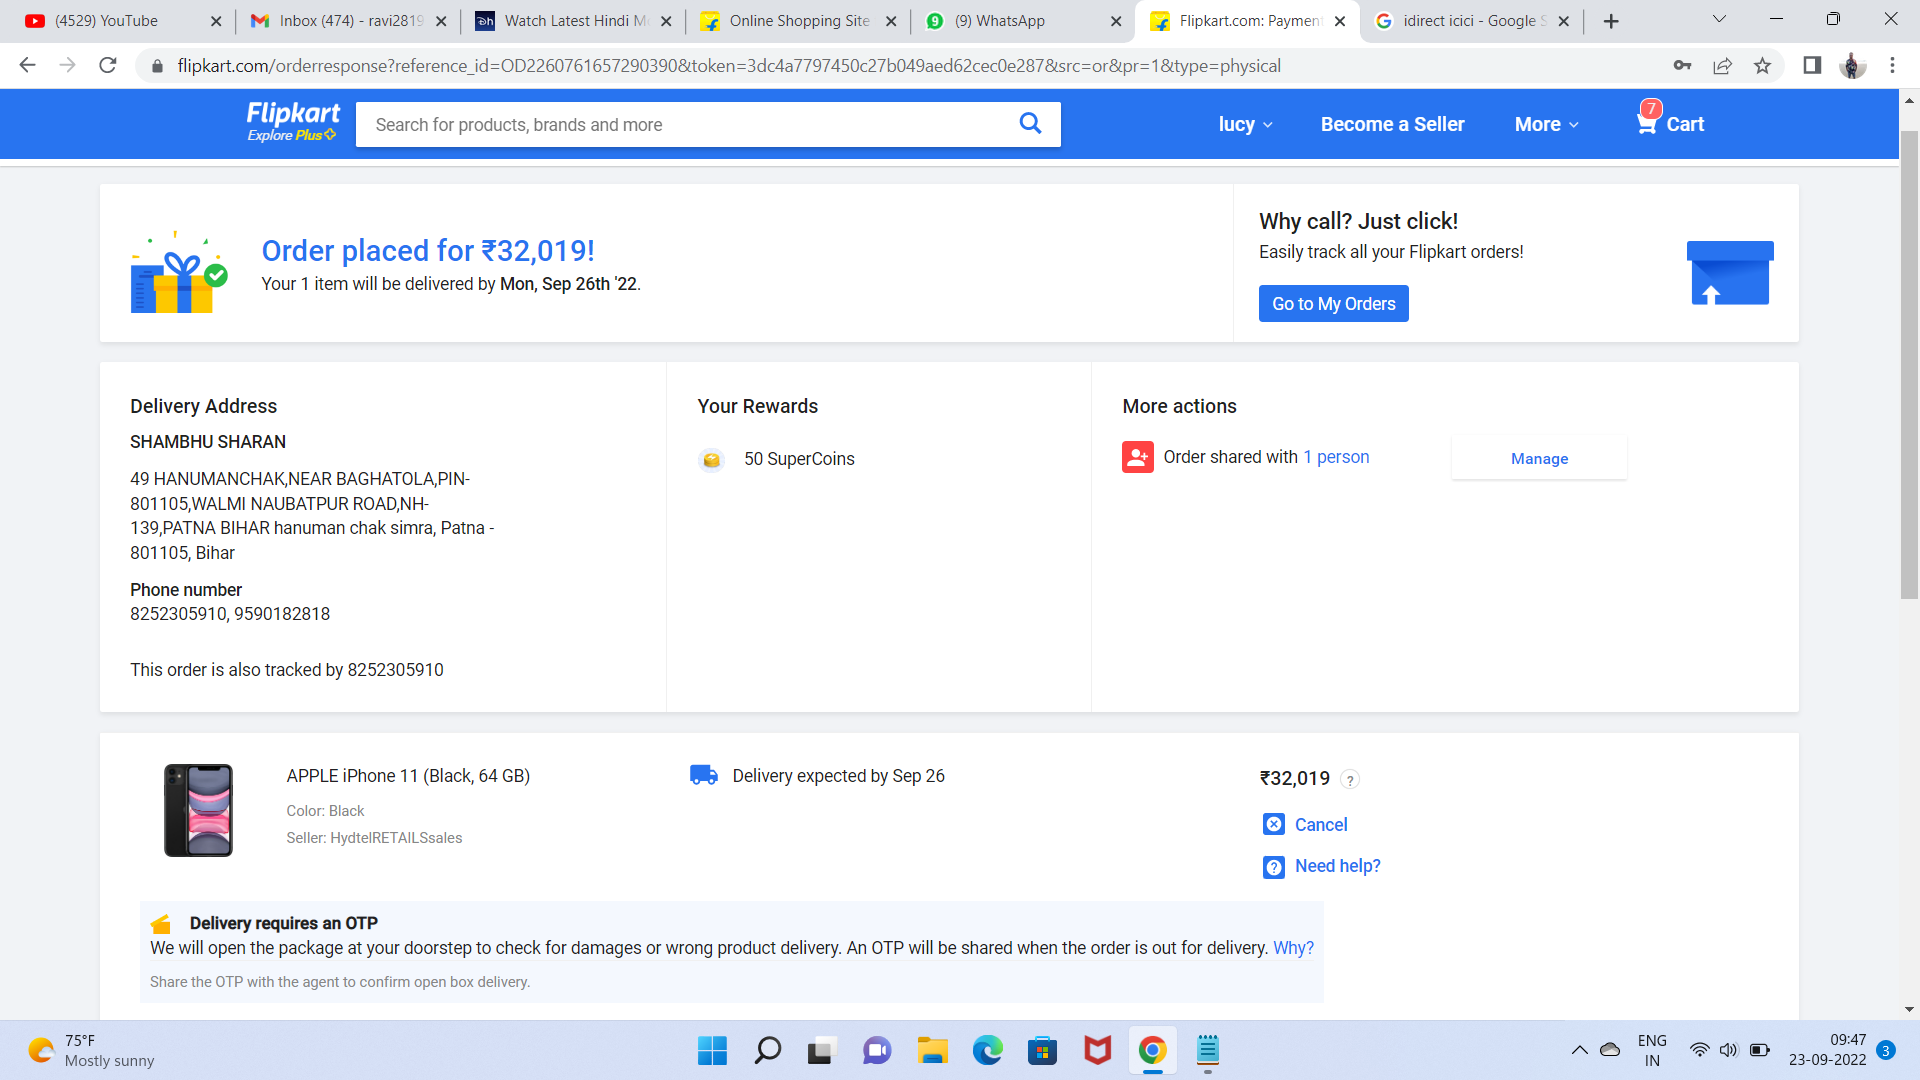 (4529) YouTube
Inbox (474) - ravi2819
Watch Latest Hindi M
Online Shopping Site
(9) WhatsApp
Flipkart.com: Paymen
idirect icici - Google S
flipkart.com/orderresponse?reference_id=OD2260761657290390&token=3dc4a7797450c27b049aed62cec0e287&src=or&pr=1&type=physical
Flipkart
Explore Plus
Search for products, brands and more
lucy
Become a Seller
More
7
Cart
Order placed for ₹32,019!
Your 1 item will be delivered by Mon, Sep 26th '22.
Why call? Just click!
Easily track all your Flipkart orders!
Go to My Orders
Delivery Address
SHAMBHU SHARAN
49 HANUMANCHAK,NEAR BAGHATOLA,PIN-
801105,WALMI NAUBATPUR ROAD,NH-
139,PATNA BIHAR hanuman chak simra, Patna -
801105, Bihar
Phone number
8252305910, 9590182818
This order is also tracked by 8252305910
Your Rewards
50 SuperCoins
More actions
Order shared with 1 person
Manage
APPLE iPhone 11 (Black, 64 GB)
Color: Black
Seller: HydtelRETAILSsales
Delivery expected by Sep 26
₹32,019 ?
Cancel
Need help?
Delivery requires an OTP
We will open the package at your doorstep to check for damages or wrong product delivery. An OTP will be shared when the order is out for delivery. Why?
Share the OTP with the agent to confirm open box delivery.
75°F
Mostly sunny
ENG
IN
09:47
23-09-2022
3